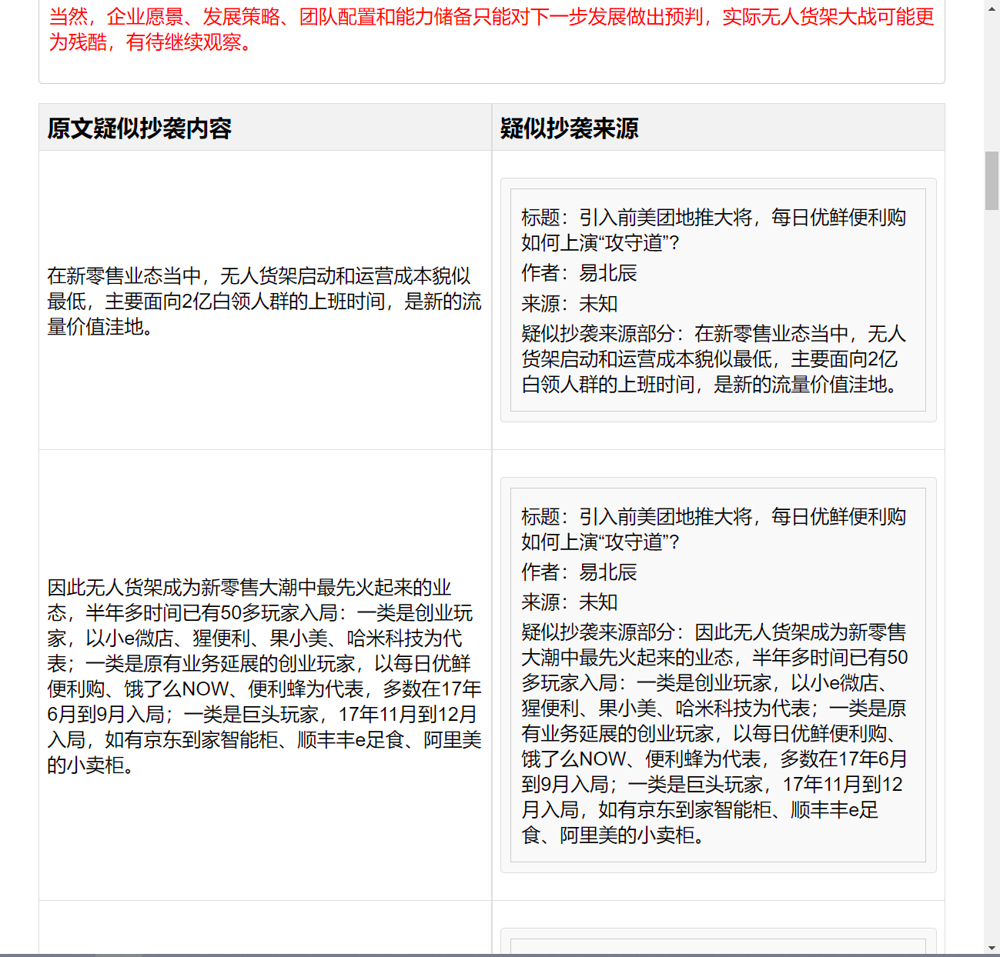 当然，企业愿景、发展策略、团队配置和能力储备只能对下一步发展做出预判，实际无人货架大战可能更
为残酷，有待继续观察。
原文疑似抄袭内容
疑似抄袭来源
在新零售业态当中，无人货架启动和运营成本貌似
最低，主要面向2亿白领人群的上班时间，是新的流
量价值洼地。
标题：引入前美团地推大将，每日优鲜便利购
如何上演“攻守道”?
作者：易北辰
来源：未知
疑似抄袭来源部分：在新零售业态当中，无人
货架启动和运营成本貌似最低，主要面向2亿
白领人群的上班时间，是新的流量价值洼地。
因此无人货架成为新零售大潮中最先火起来的业
态，半年多时间已有50多玩家入局：一类是创业玩
家，以小e微店、猩便利、果小美、哈米科技为代
表；一类是原有业务延展的创业玩家，以每日优鲜
便利购、饿了么NOW、便利蜂为代表，多数在17年
6月到9月入局；一类是巨头玩家，17年11月到12月
入局，如有京东到家智能柜、顺丰丰e足食、阿里美
的小卖柜。
标题：引入前美团地推大将，每日优鲜便利购
如何上演“攻守道”?
作者：易北辰
来源：未知
疑似抄袭来源部分：因此无人货架成为新零售
大潮中最先火起来的业态，半年多时间已有50
多玩家入局：一类是创业玩家，以小e微店、
猩便利、果小美、哈米科技为代表；一类是原
有业务延展的创业玩家，以每日优鲜便利购、
饿了么NOW、便利蜂为代表，多数在17年6月
到9月入局；一类是巨头玩家，17年11月到12
月入局，如有京东到家智能柜、顺丰丰e足
食、阿里美的小卖柜。